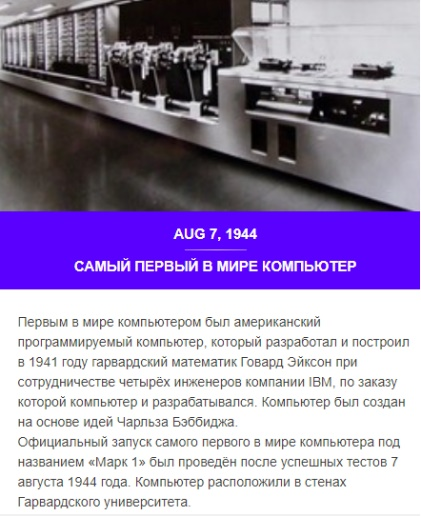 AUG 7, 1944
САМЫЙ ПЕРВЫЙ В МИРЕ КОМПЬЮТЕР
Первым в мире компьютером был американский
программируемый компьютер, который разработал и построил
в 1941 году гарвардский математик Говард Эйксон при
сотрудничестве четырёх инженеров компании IBM, по заказу
которой компьютер и разрабатывался. Компьютер был создан
на основе идей Чарльза Бэббиджа.
Официальный запуск самого первого в мире компьютера под
названием «Марк 1» был проведён после успешных тестов 7
августа 1944 года. Компьютер расположили в стенах
Гарвардского университета.